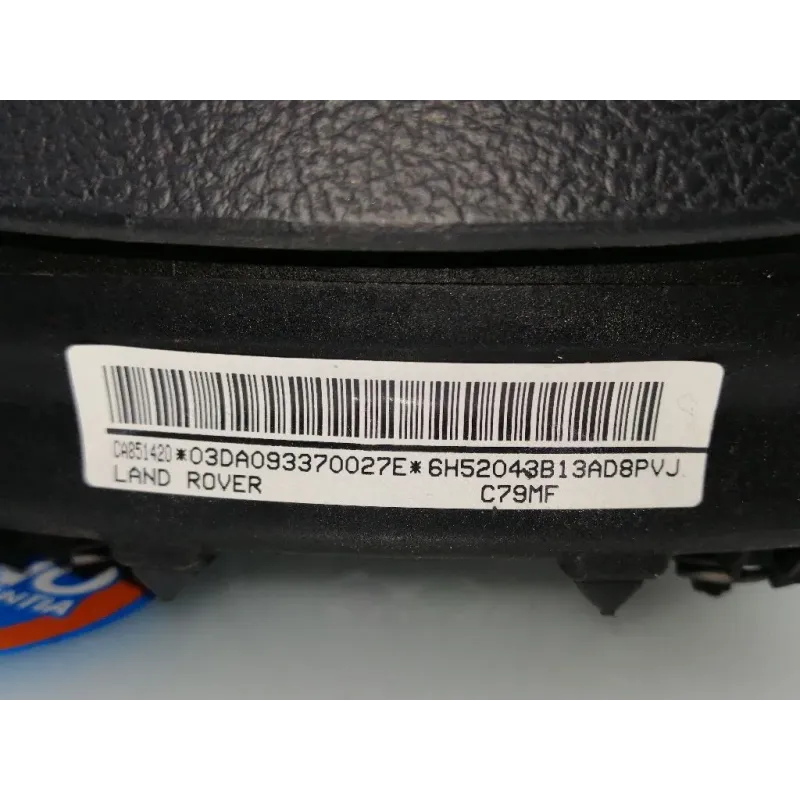 CA851420*03DA093370027E*6H52043B13AD8PVJ
LAND ROVER C79MF